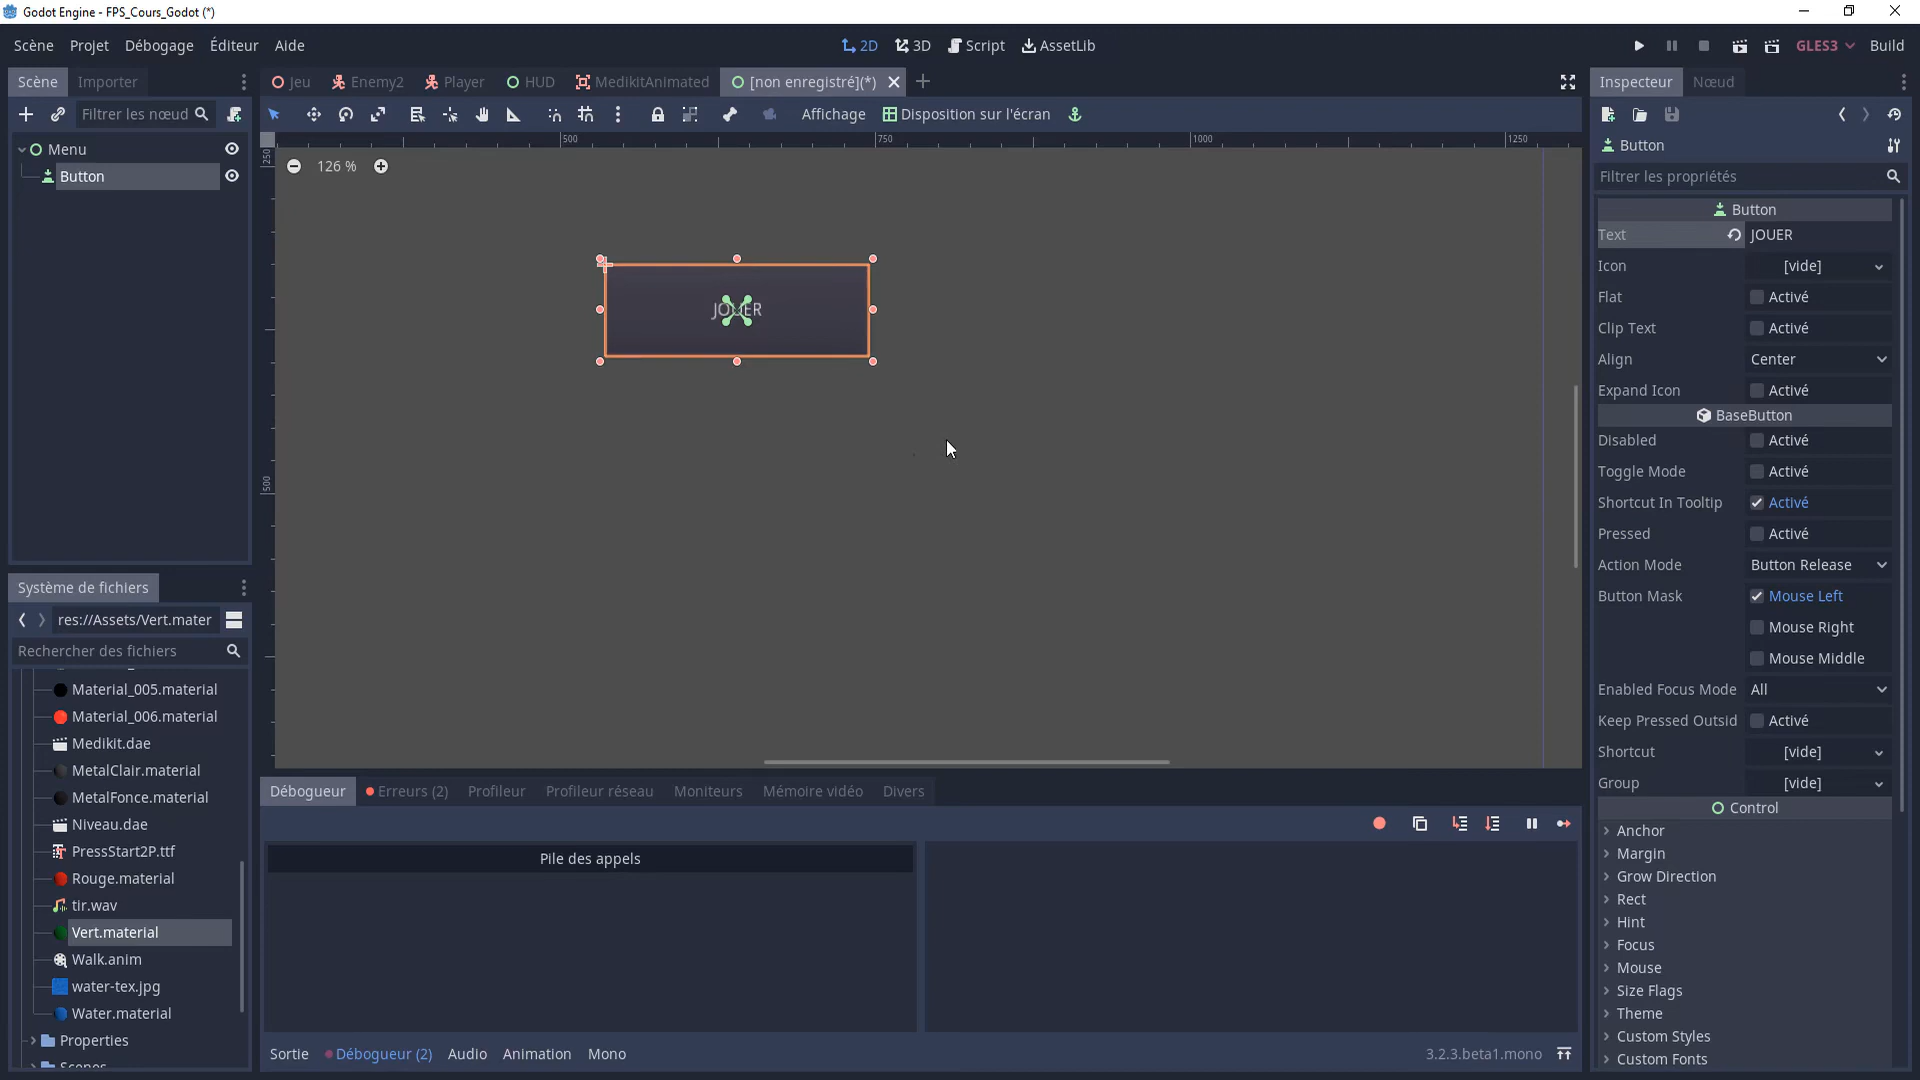 Godot Engine - FPS_Cours_Godot (*)
Scène Projet Débogage Éditeur Aide
2D 3D Script AssetLib
GLES3 Build
Scène Importer
Jeu Enemy2 Player HUD MedikitAnimated [non enregistré](*)
Inspecteur Nœud
Filtrer les nœud
Affichage Disposition sur l'écran
500 750 1000 1250
250
500
126 %
Menu
Button
JOUER
Button
Filtrer les propriétés
Button
Text JOUER
Icon [vide]
Flat Activé
Clip Text Activé
Align Center
Expand Icon Activé
BaseButton
Disabled Activé
Toggle Mode Activé
Shortcut In Tooltip Activé
Pressed Activé
Action Mode Button Release
Button Mask Mouse Left
Mouse Right
Mouse Middle
Enabled Focus Mode All
Keep Pressed Outsid Activé
Shortcut [vide]
Group [vide]
Control
Anchor
Margin
Grow Direction
Rect
Hint
Focus
Mouse
Size Flags
Theme
Custom Styles
Custom Fonts
Système de fichiers
res://Assets/Vert.mater
Rechercher des fichiers
Material_005.material
Material_006.material
Medikit.dae
MetalClair.material
MetalFonce.material
Niveau.dae
PressStart2P.ttf
Rouge.material
tir.wav
Vert.material
Walk.anim
water-tex.jpg
Water.material
Properties
Scenes
Débogueur Erreurs (2) Profileur Profileur réseau Moniteurs Mémoire vidéo Divers
Pile des appels
Sortie Débogueur (2) Audio Animation Mono
3.2.3.beta1.mono